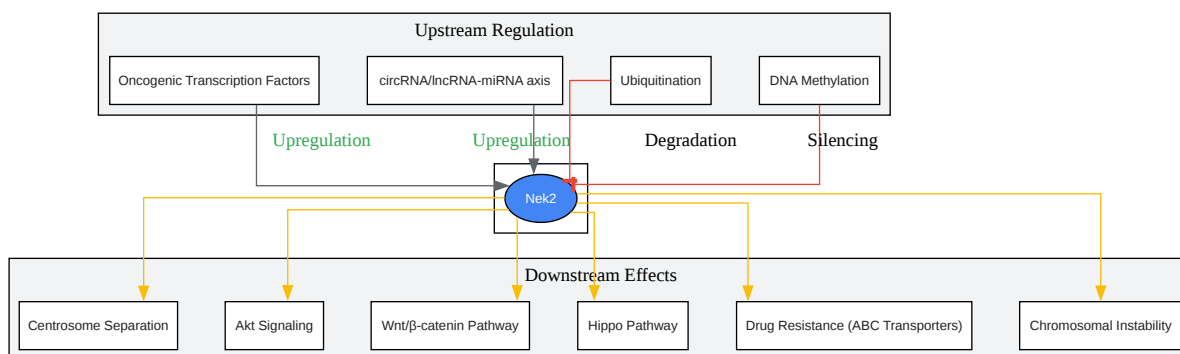 Upstream Regulation
Oncogenic Transcription Factors
circRNA/lncRNA-miRNA axis
Ubiquitination
DNA Methylation
Upregulation
Upregulation
Degradation
Silencing
Nek2
Downstream Effects
Centrosome Separation
Akt Signaling
Wnt/β-catenin Pathway
Hippo Pathway
Drug Resistance (ABC Transporters)
Chromosomal Instability